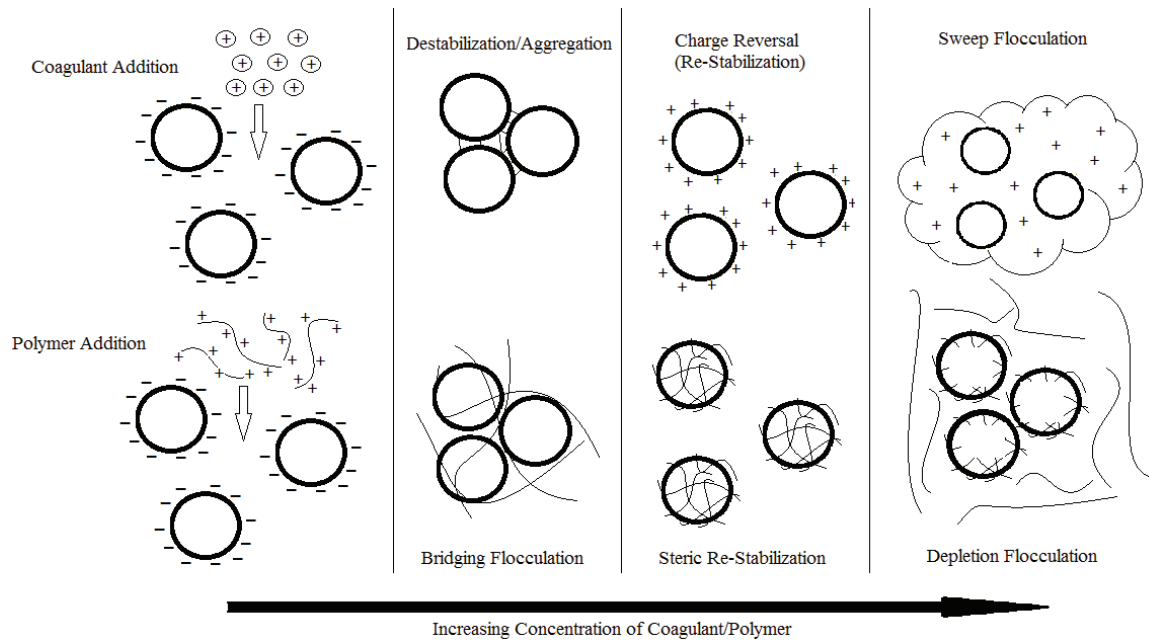 Coagulant Addition
Destabilization/Aggregation
Charge Reversal
(Re-Stabilization)
Sweep Flocculation
Polymer Addition
Bridging Flocculation
Steric Re-Stabilization
Depletion Flocculation
Increasing Concentration of Coagulant/Polymer